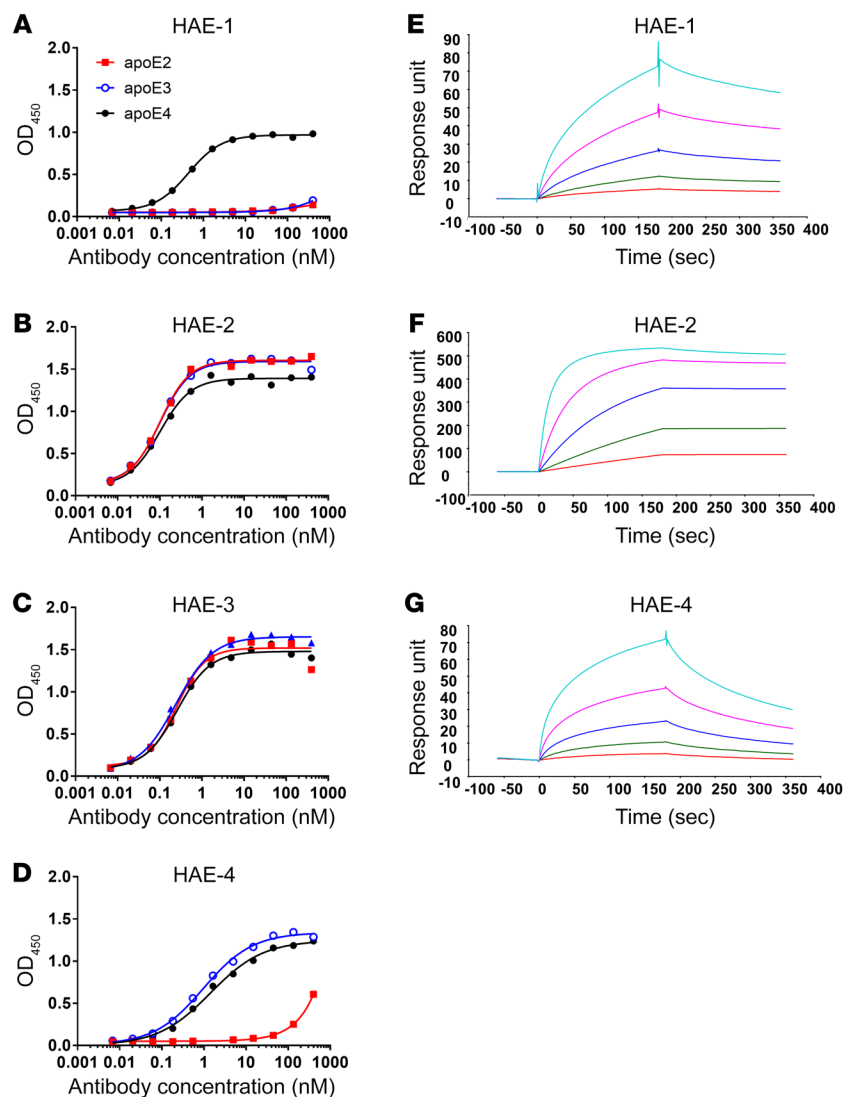 A
HAE-1
2.0
1.5
1.0
0.5
0.0
OD450
apoE2
apoE3
apoE4
0.001 0.01 0.1 1 10 100 1000
Antibody concentration (nM)
B
HAE-2
2.0
1.5
1.0
0.5
0.0
OD450
0.001 0.01 0.1 1 10 100 1000
Antibody concentration (nM)
C
HAE-3
2.0
1.5
1.0
0.5
0.0
OD450
0.001 0.01 0.1 1 10 100 1000
Antibody concentration (nM)
D
HAE-4
2.0
1.5
1.0
0.5
0.0
OD450
0.001 0.01 0.1 1 10 100 1000
Antibody concentration (nM)
E
HAE-1
90
80
70
60
50
40
30
20
10
0
-10
Response unit
-100 -50 0 50 100 150 200 250 300 350 400
Time (sec)
F
HAE-2
600
500
400
300
200
100
0
-100
Response unit
-100 -50 0 50 100 150 200 250 300 350 400
Time (sec)
G
HAE-4
80
70
60
50
40
30
20
10
0
-10
Response unit
-100 -50 0 50 100 150 200 250 300 350 400
Time (sec)